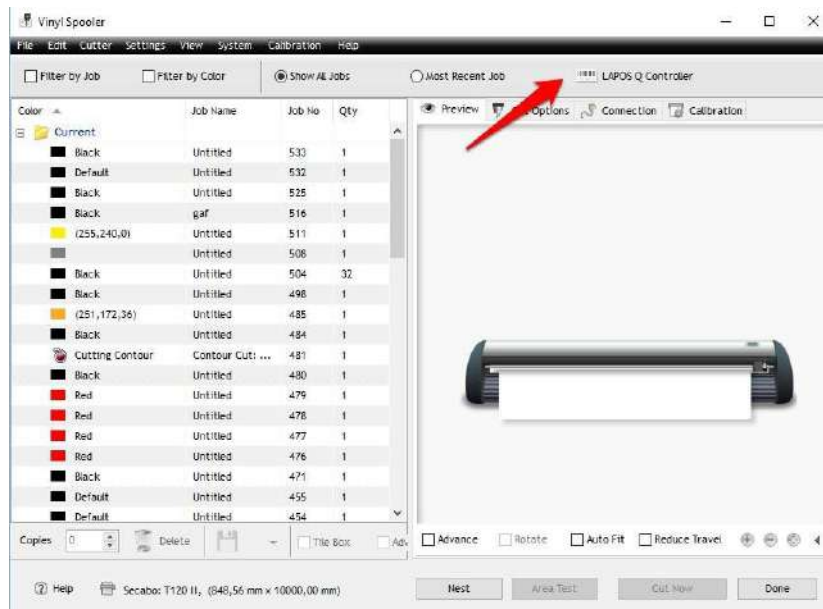 Vinyl Spooler
File Edit Cutter Settings View System Calibration Help
Filter by Job Filter by Color Show All Jobs Most Recent Job LAPOS Q Controller
Color Job Name Job No Qty
Preview Options Connection Calibration
Current
Black Untitled 533 1
Default Untitled 532 1
Black Untitled 525 1
Black gaf 516 1
(255,240,0) Untitled 511 1
Untitled 508 1
Black Untitled 504 32
Black Untitled 498 1
(251,172,36) Untitled 485 1
Black Untitled 484 1
Cutting Contour Contour Cut: ... 481 1
Black Untitled 480 1
Red Untitled 479 1
Red Untitled 478 1
Red Untitled 477 1
Red Untitled 476 1
Black Untitled 471 1
Default Untitled 455 1
Default Untitled 454 1
Copies 0 Delete Tile Box Adv
Advance Rotate Auto Fit Reduce Travel
Help Secabo: T120 II, (848,56 mm x 10000,00 mm) Nest Area Test Cut Now Done